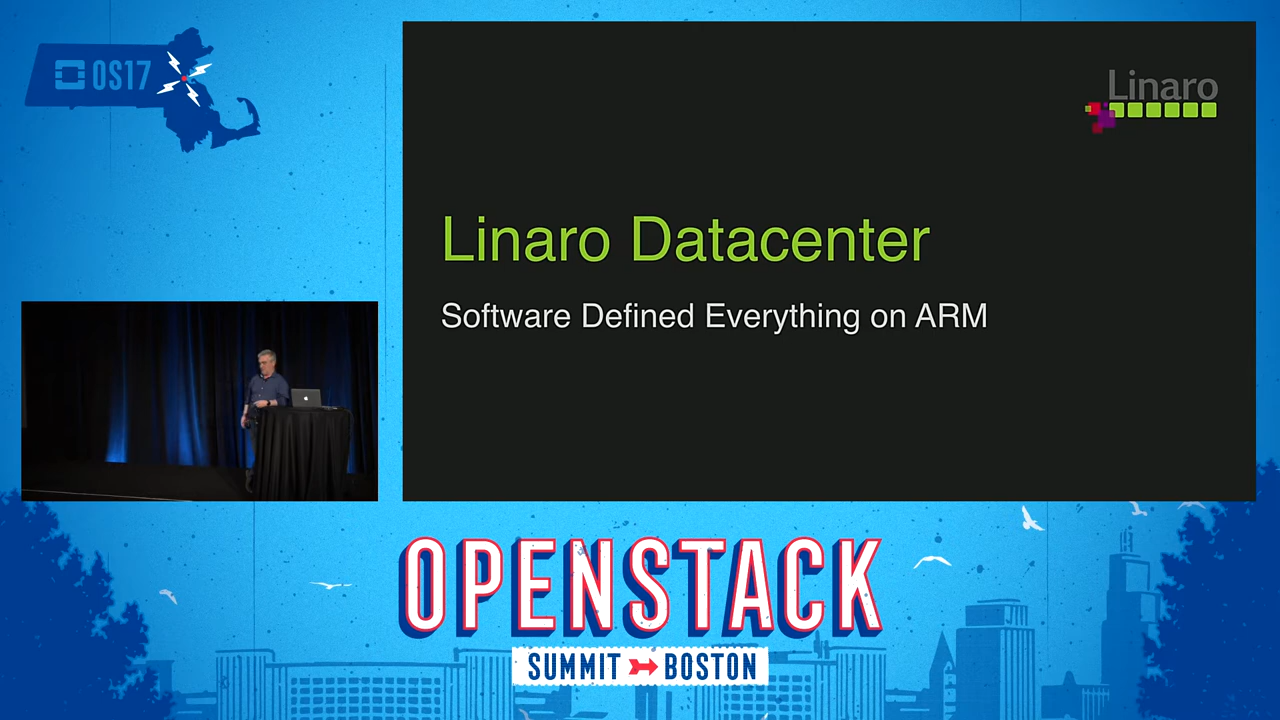 OS17
Linaro
Linaro Datacenter
Software Defined Everything on ARM
OPENSTACK
SUMMIT BOSTON